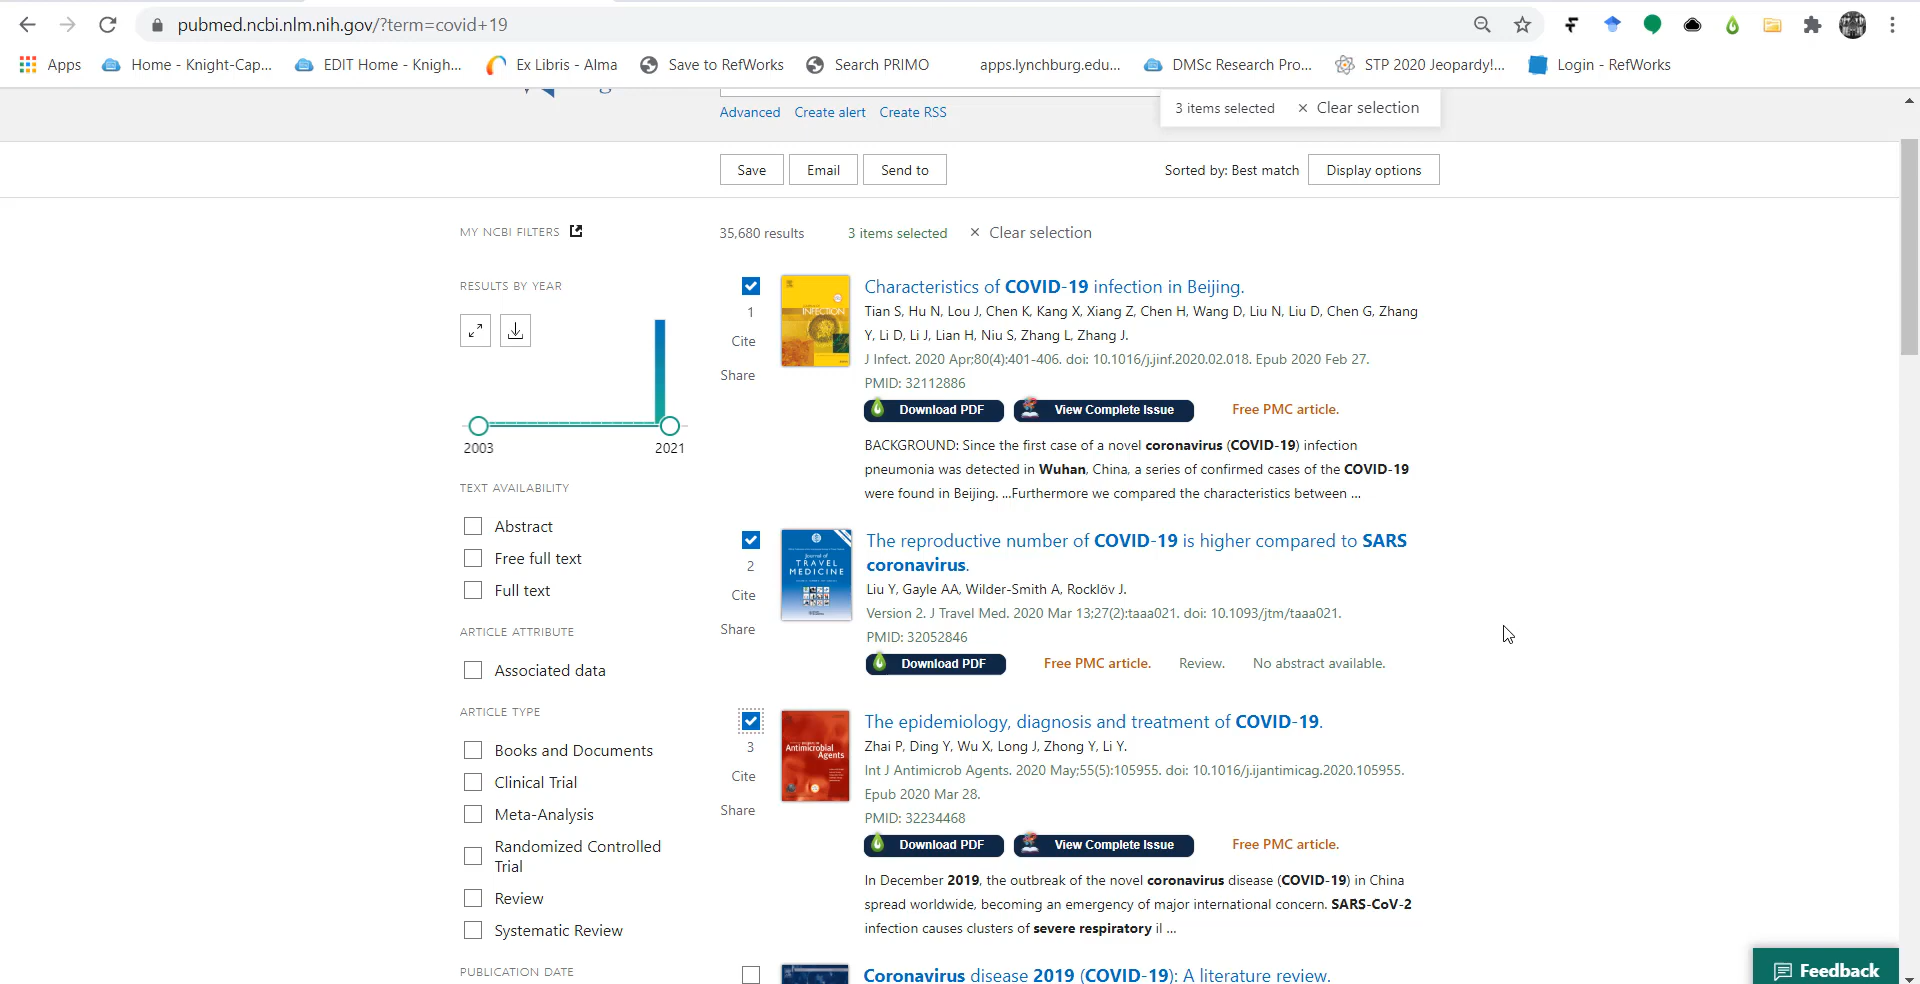 pubmed.ncbi.nlm.nih.gov/?term=covid+19
Apps
Home - Knight-Cap...
EDIT Home - Knigh...
Ex Libris - Alma
Save to RefWorks
Search PRIMO
apps.lynchburg.edu...
DMSc Research Pro...
STP 2020 Jeopardy!...
Login - RefWorks
Advanced Create alert Create RSS
3 items selected × Clear selection
Save Email Send to
Sorted by: Best match Display options
MY NCBI FILTERS
35,680 results 3 items selected × Clear selection
RESULTS BY YEAR
2003 2021
TEXT AVAILABILITY
Abstract
Free full text
Full text
ARTICLE ATTRIBUTE
Associated data
ARTICLE TYPE
Books and Documents
Clinical Trial
Meta-Analysis
Randomized Controlled
Trial
Review
Systematic Review
PUBLICATION DATE
1
Cite
Share
INFECTION
Characteristics of COVID-19 infection in Beijing.
Tian S, Hu N, Lou J, Chen K, Kang X, Xiang Z, Chen H, Wang D, Liu N, Liu D, Chen G, Zhang
Y, Li D, Li J, Lian H, Niu S, Zhang L, Zhang J.
J Infect. 2020 Apr;80(4):401-406. doi: 10.1016/j.jinf.2020.02.018. Epub 2020 Feb 27.
PMID: 32112886
Download PDF View Complete Issue Free PMC article.
BACKGROUND: Since the first case of a novel coronavirus (COVID-19) infection
pneumonia was detected in Wuhan, China, a series of confirmed cases of the COVID-19
were found in Beijing. ...Furthermore we compared the characteristics between ...
2
Cite
Share
Journal of
TRAVEL
MEDICINE
The reproductive number of COVID-19 is higher compared to SARS
coronavirus.
Liu Y, Gayle AA, Wilder-Smith A, Rocklöv J.
Version 2. J Travel Med. 2020 Mar 13;27(2):taaa021. doi: 10.1093/jtm/taaa021.
PMID: 32052846
Download PDF Free PMC article. Review. No abstract available.
3
Cite
Share
Antimicrobial
Agents
The epidemiology, diagnosis and treatment of COVID-19.
Zhai P, Ding Y, Wu X, Long J, Zhong Y, Li Y.
Int J Antimicrob Agents. 2020 May;55(5):105955. doi: 10.1016/j.ijantimicag.2020.105955.
Epub 2020 Mar 28.
PMID: 32234468
Download PDF View Complete Issue Free PMC article.
In December 2019, the outbreak of the novel coronavirus disease (COVID-19) in China
spread worldwide, becoming an emergency of major international concern. SARS-CoV-2
infection causes clusters of severe respiratory il ...
Coronavirus disease 2019 (COVID-19): A literature review.
Feedback